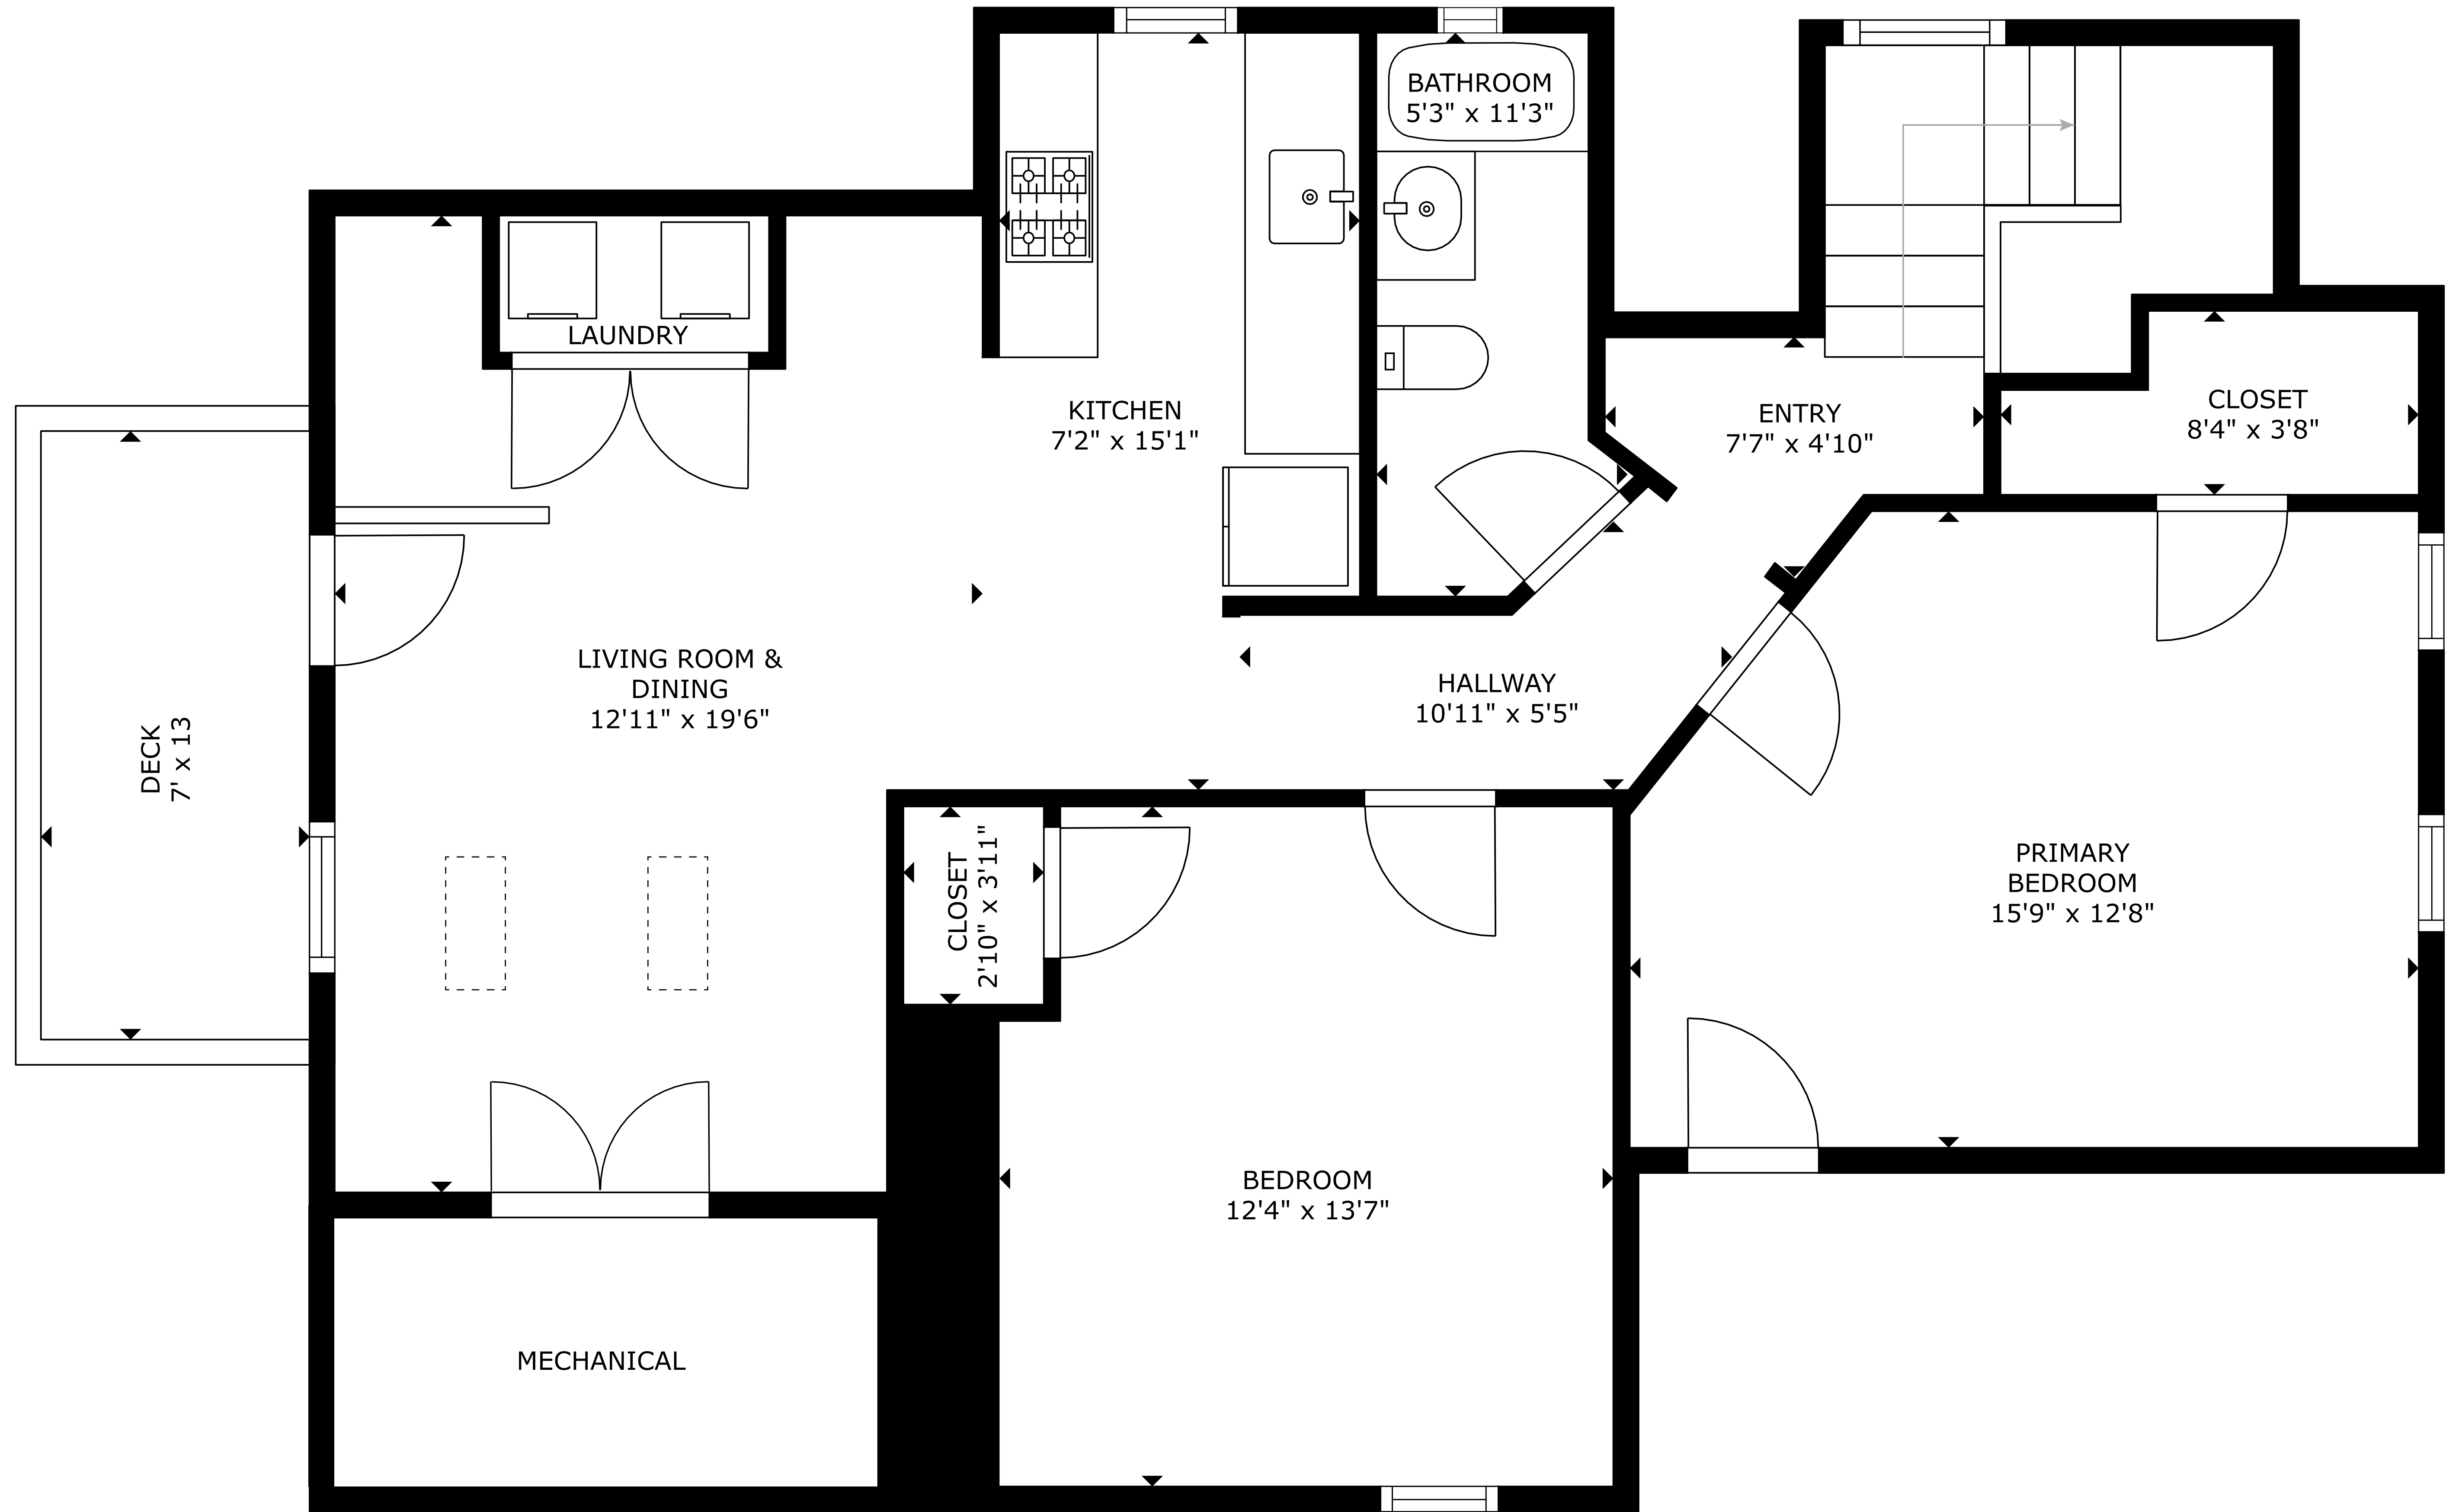 BATHROOM
5'3" x 11'3"
LAUNDRY
KITCHEN
7'2" x 15'1"
ENTRY
7'7" x 4'10"
CLOSET
8'4" x 3'8"
LIVING ROOM &
DINING
12'11" x 19'6"
HALLWAY
10'11" x 5'5"
DECK
7' x 13
CLOSET
2'10" x 3'11"
PRIMARY
BEDROOM
15'9" x 12'8"
BEDROOM
12'4" x 13'7"
MECHANICAL